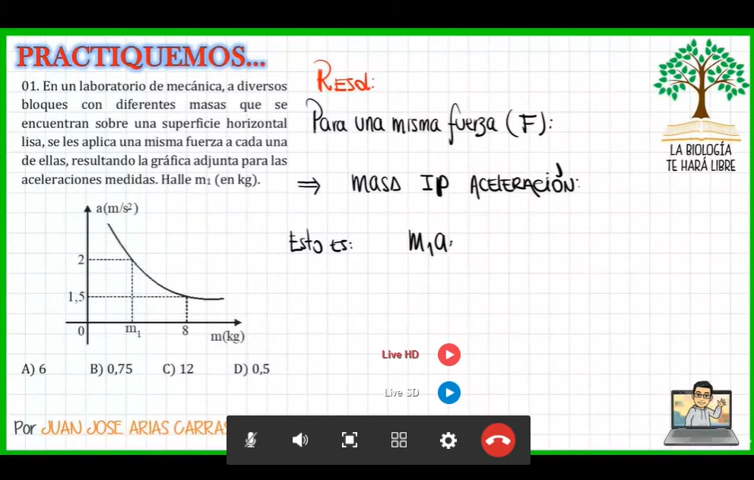 PRACTIQUEMOS...
01. En un laboratorio de mecánica, a diversos
bloques con diferentes masas que se
encuentran sobre una superficie horizontal
lisa, se les aplica una misma fuerza a cada una
de ellas, resultando la gráfica adjunta para las
aceleraciones medidas. Halle m₁ (en kg).
a(m/s²)
2
1,5
0
m₁
8
m(kg)
A) 6 B) 0,75 C) 12 D) 0,5
Por JUAN JOSE ARIAS CARRAS
RESOL:
Para una misma fuerza (F):
⇒ MASA IP ACELERACIÓN:
Esto es: m₁a
Live HD
Live SD
LA BIOLOGÍA
TE HARÁ LIBRE